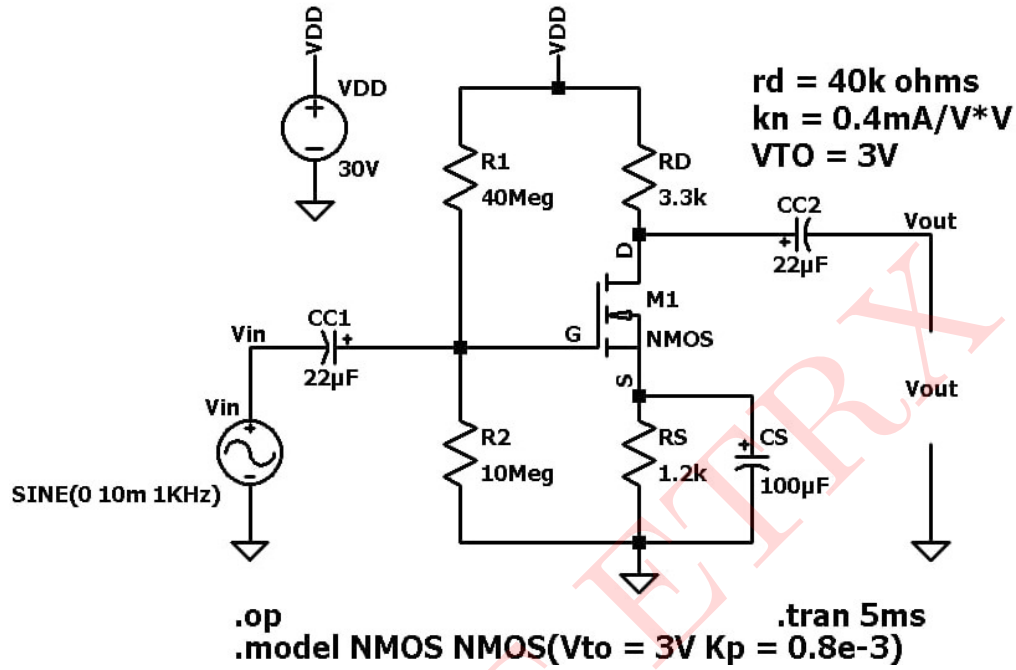 VDD
VDD
VDD
30V
R1
40Meg
RD
3.3k
rd = 40k ohms
kn = 0.4mA/V*V
VTO = 3V
CC2
22µF
Vout
D
M1
NMOS
G
S
Vin
CC1
22µF
Vin
SINE(0 10m 1KHz)
R2
10Meg
RS
1.2k
CS
100µF
Vout
ETRX
.op
.tran 5ms
.model NMOS NMOS(Vto = 3V Kp = 0.8e-3)